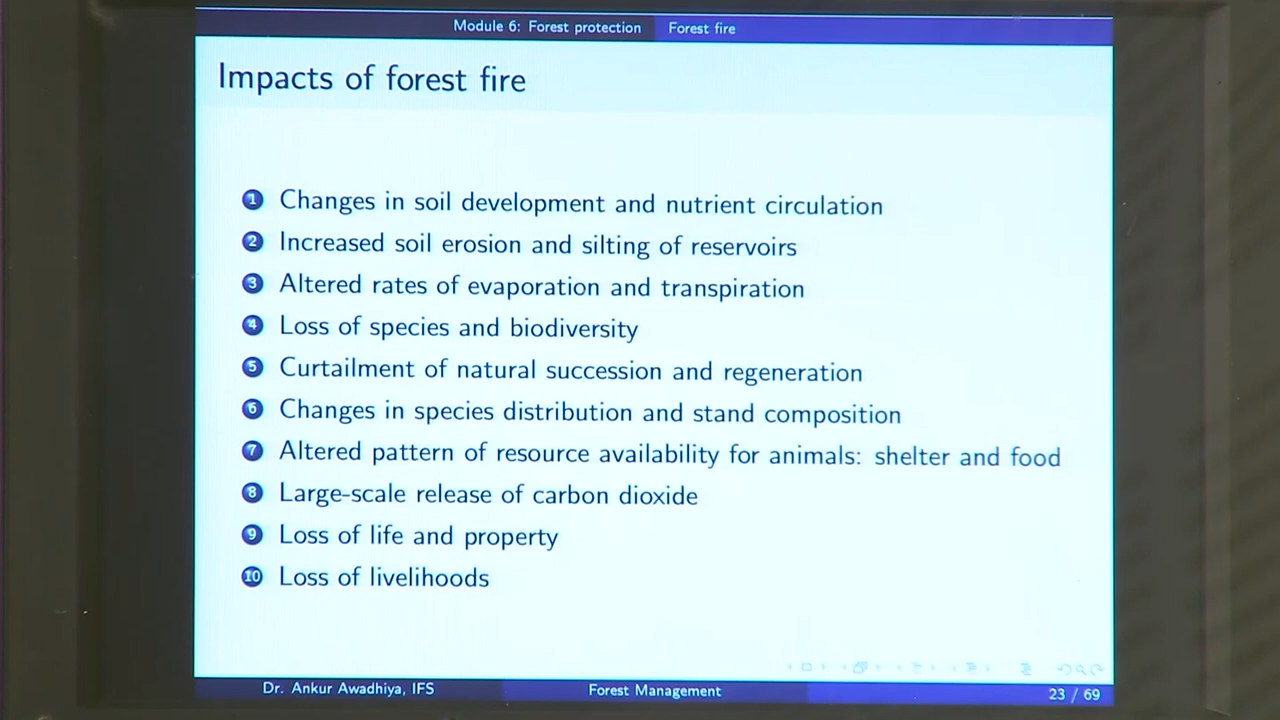 Module 6: Forest protection Forest fire
Impacts of forest fire
1 Changes in soil development and nutrient circulation
2 Increased soil erosion and silting of reservoirs
3 Altered rates of evaporation and transpiration
4 Loss of species and biodiversity
5 Curtailment of natural succession and regeneration
6 Changes in species distribution and stand composition
7 Altered pattern of resource availability for animals: shelter and food
8 Large-scale release of carbon dioxide
9 Loss of life and property
10 Loss of livelihoods
Dr. Ankur Awadhiya, IFS Forest Management 23 / 69